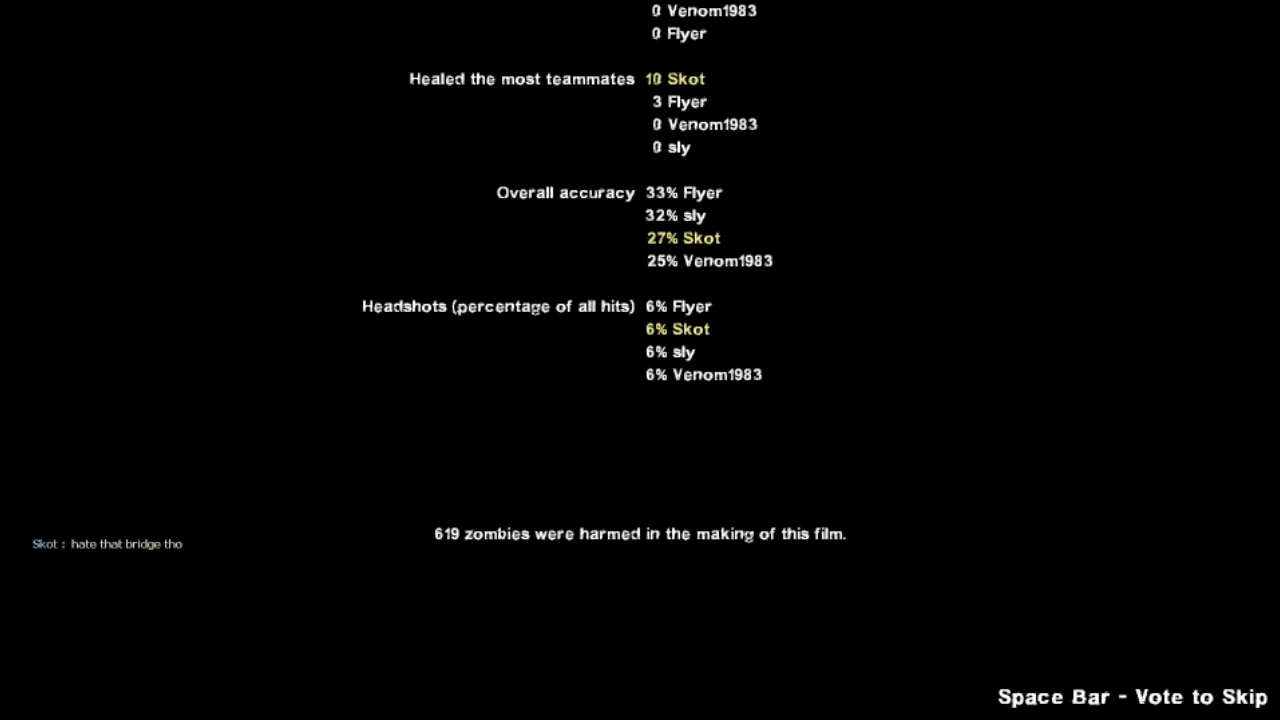 0 Venom1983
0 Flyer
Healed the most teammates 10 Skot
3 Flyer
0 Venom1983
0 sly
Overall accuracy 33% Flyer
32% sly
27% Skot
25% Venom1983
Headshots (percentage of all hits) 6% Flyer
6% Skot
6% sly
6% Venom1983
619 zombies were harmed in the making of this film.
Skot : hate that bridge tho
Space Bar - Vote to Skip